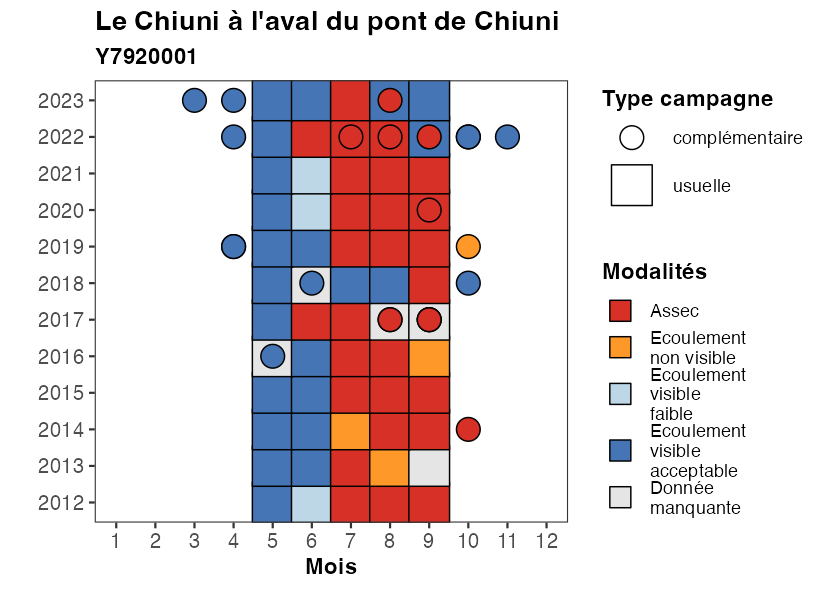 Le Chiuni à l'aval du pont de Chiuni
Y7920001
2023
2022
2021
2020
2019
2018
2017
2016
2015
2014
2013
2012
1 2 3 4 5 6 7 8 9 10 11 12
Mois
Type campagne
complémentaire
usuelle
Modalités
Assec
Ecoulement
non visible
Ecoulement
visible
faible
Ecoulement
visible
acceptable
Donnée
manquante